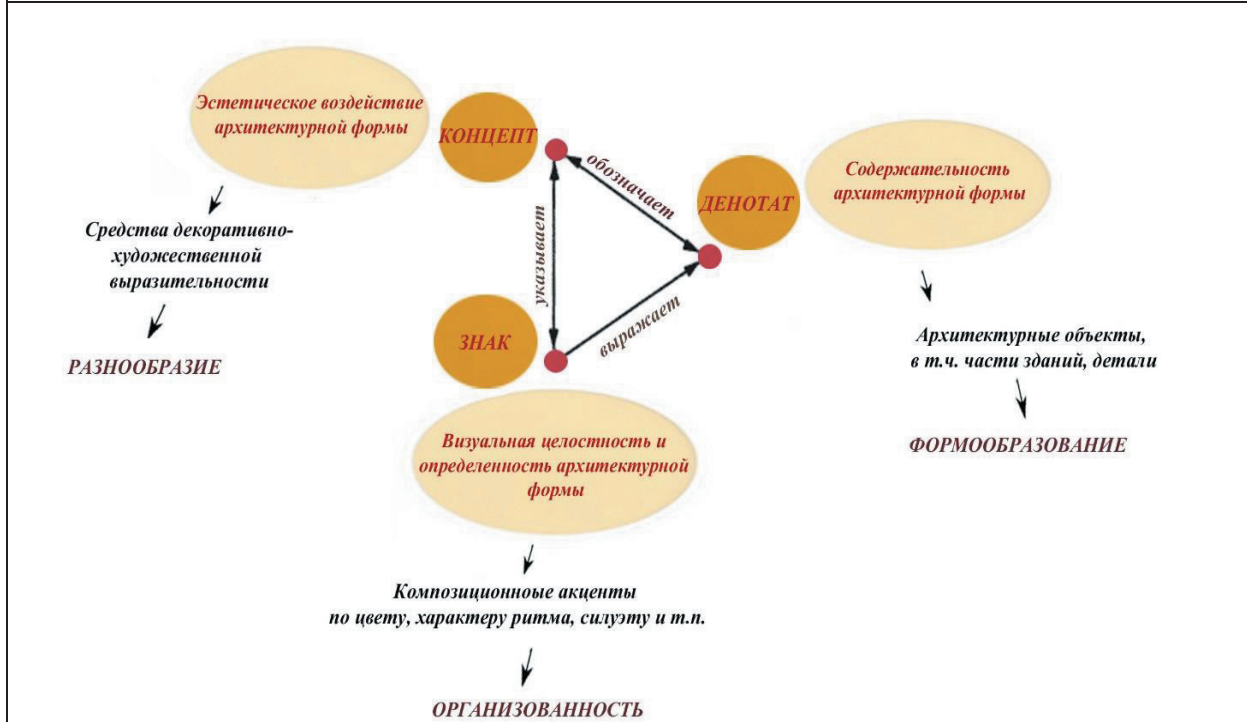 Эстетическое воздействие
архитектурной формы
КОНЦЕПТ
обозначает
ДЕНОТАТ
Содержательность
архитектурной формы
Средства декоративно-
художественной
выразительности
указывает
выражает
ЗНАК
РАЗНООБРАЗИЕ
Архитектурные объекты,
в т.ч. части зданий, детали
Визуальная целостность и
определенность архитектурной
формы
ФОРМООБРАЗОВАНИЕ
Композиционоые акценты
по цвету, характеру ритма, силуэту и т.п.
ОРГАНИЗОВАННОСТЬ